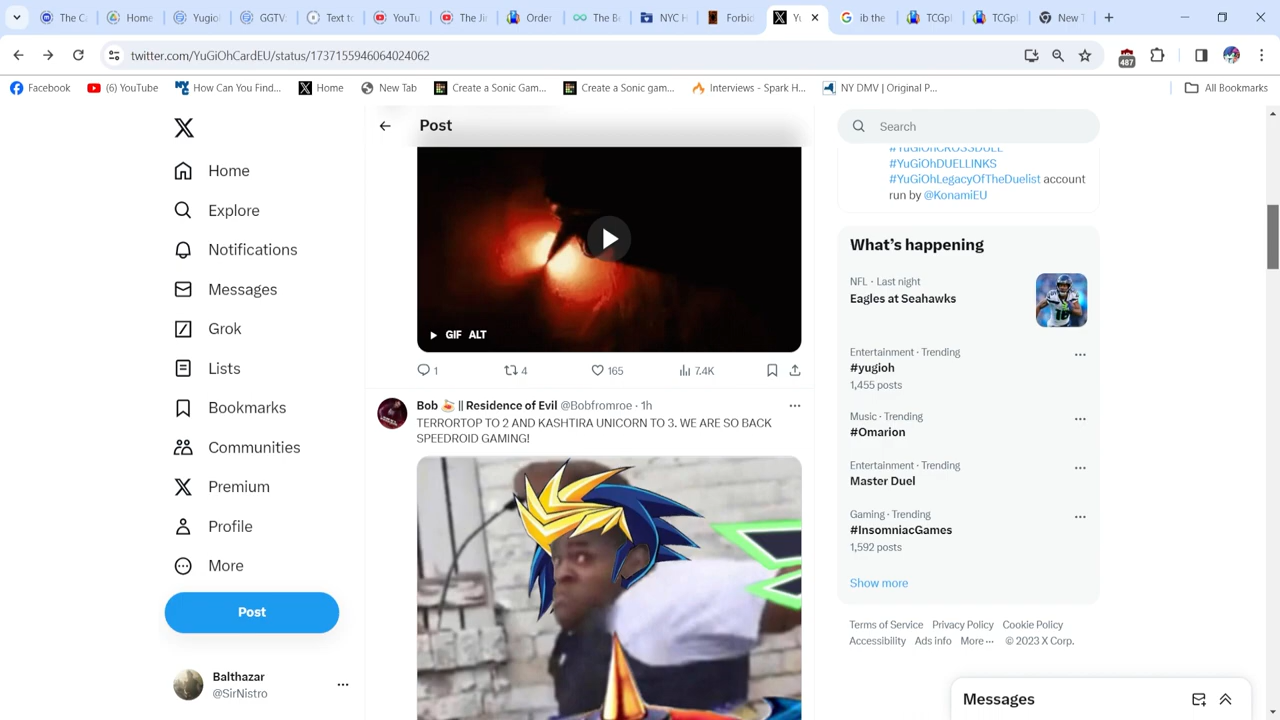 Yugi
Home
Yugio
GGTV
Text
YouTu
The Jir
Order
The B
NYC H
Forbid
Yu
ib the
TCGpl
TCGpl
New T
twitter.com/YuGiOhCardEU/status/1737155946064024062
487
Facebook
(6) YouTube
How Can You Find...
Home
New Tab
Create a Sonic Gam...
Create a Sonic gam...
Interviews - Spark H...
NY DMV | Original P...
All Bookmarks
Post
Search
#YuGiOhCROSSDUEL
#YuGiOhDUELLINKS
#YuGiOhLegacyOfTheDuelist account
run by @KonamiEU
Home
Explore
Notifications
Messages
Grok
Lists
Bookmarks
Communities
Premium
Profile
More
Post
Balthazar
@SirNistro
GIF ALT
1
4
165
7.4K
Bob || Residence of Evil @Bobfromroe · 1h
TERRORTOP TO 2 AND KASHTIRA UNICORN TO 3. WE ARE SO BACK
SPEEDROID GAMING!
What's happening
NFL · Last night
Eagles at Seahawks
Entertainment · Trending
#yugioh
1,455 posts
Music · Trending
#Omarion
Entertainment · Trending
Master Duel
Gaming · Trending
#InsomniacGames
1,592 posts
Show more
Terms of Service Privacy Policy Cookie Policy
Accessibility Ads info More ··· © 2023 X Corp.
Messages